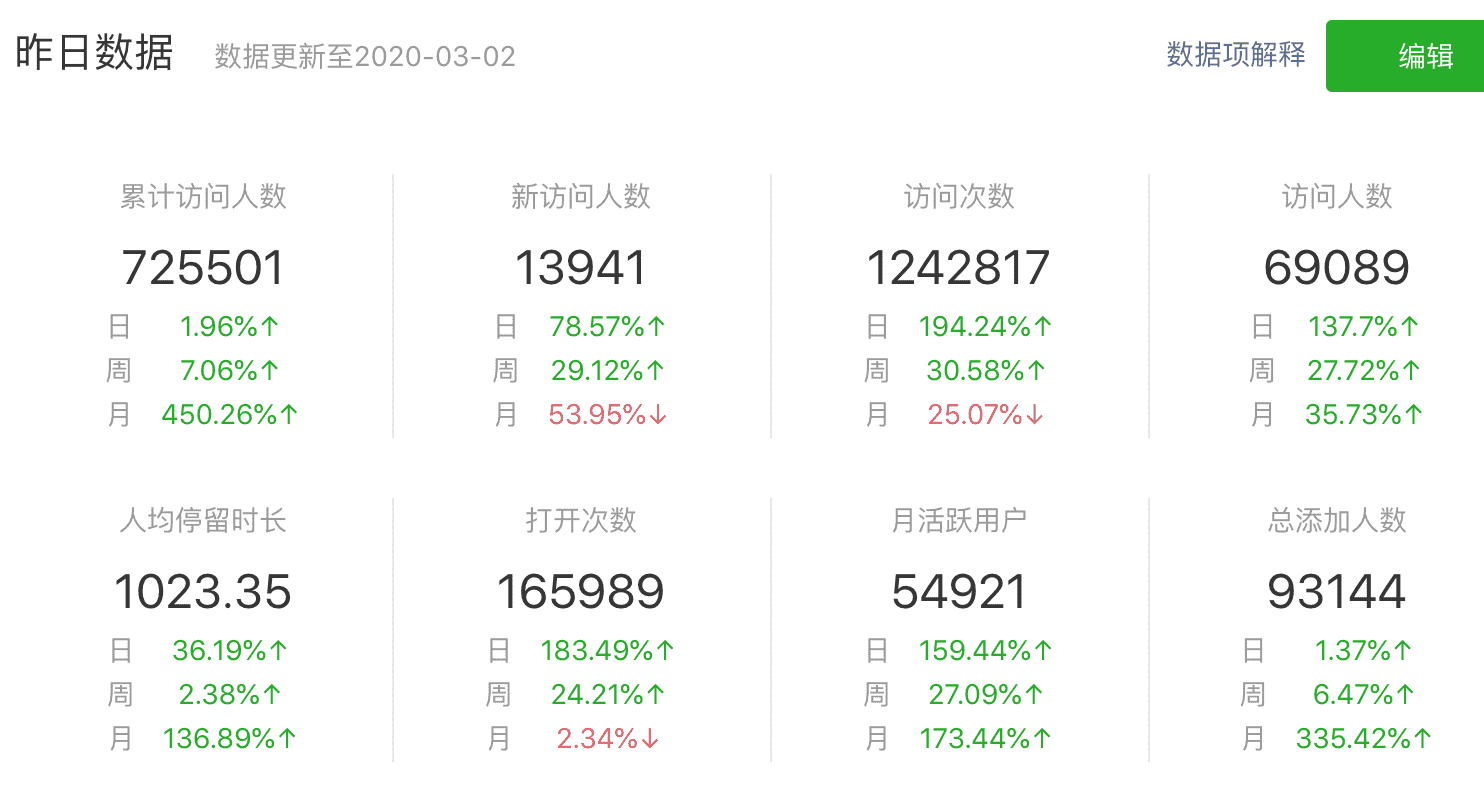 昨日数据 数据更新至2020-03-02 数据项解释 编辑
累计访问人数 新访问人数 访问次数 访问人数
725501 13941 1242817 69089
日 1.96%↑ 日 78.57%↑ 日 194.24%↑ 日 137.7%↑
周 7.06%↑ 周 29.12%↑ 周 30.58%↑ 周 27.72%↑
月 450.26%↑ 月 53.95%↓ 月 25.07%↓ 月 35.73%↑
人均停留时长 打开次数 月活跃用户 总添加人数
1023.35 165989 54921 93144
日 36.19%↑ 日 183.49%↑ 日 159.44%↑ 日 1.37%↑
周 2.38%↑ 周 24.21%↑ 周 27.09%↑ 周 6.47%↑
月 136.89%↑ 月 2.34%↓ 月 173.44%↑ 月 335.42%↑